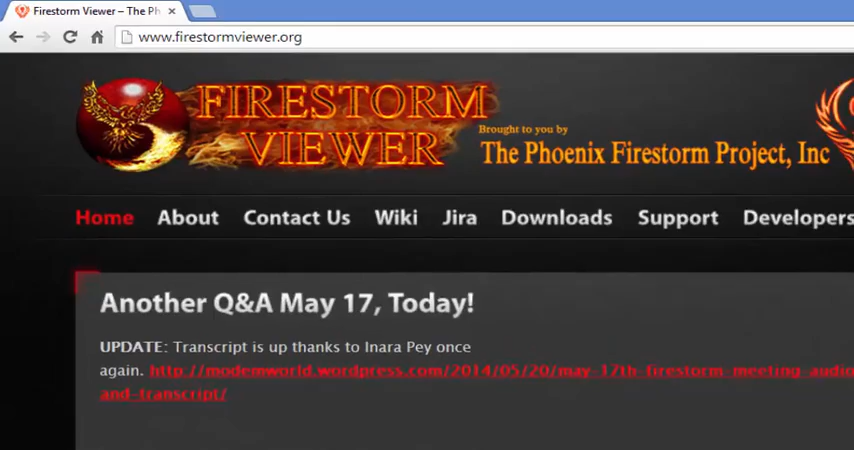 Firestorm Viewer – The Ph
www.firestormviewer.org
FIRESTORM
VIEWER
Brought to you by
The Phoenix Firestorm Project, Inc
Home About Contact Us Wiki Jira Downloads Support Developers
Another Q&A May 17, Today!
UPDATE: Transcript is up thanks to Inara Pey once
again. http://modemworld.wordpress.com/2014/05/20/may-17th-firestorm-meeting-audio
and-transcript/